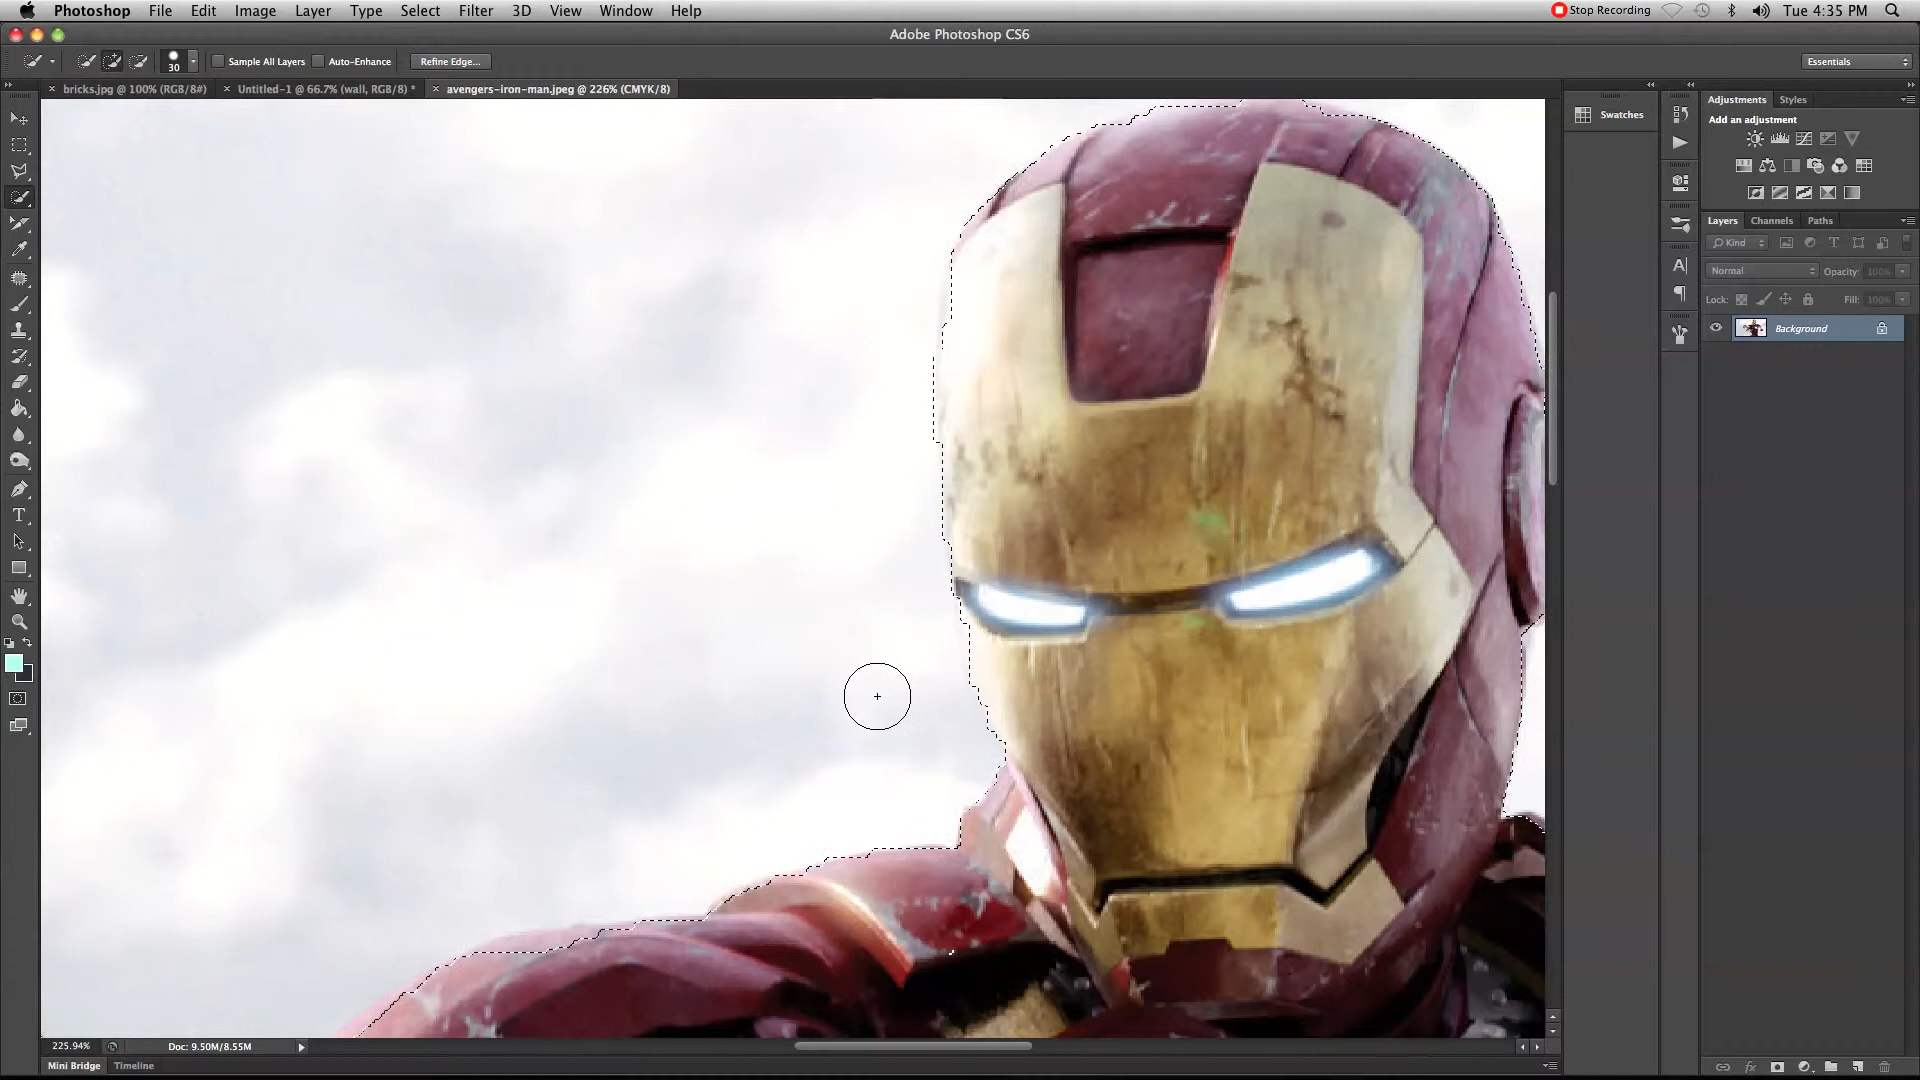 Photoshop File Edit Image Layer Type Select Filter 3D View Window Help Stop Recording Tue 4:35 PM
Adobe Photoshop CS6
30 Sample All Layers Auto-Enhance Refine Edge... Essentials
× bricks.jpg @ 100% (RGB/8#) × Untitled-1 @ 66.7% (wall, RGB/8) * × avengers-iron-man.jpeg @ 226% (CMYK/8)
Swatches
Adjustments Styles
Add an adjustment
Layers Channels Paths
Kind
Normal Opacity: 100%
Lock: Fill: 100%
Background
225.94% Doc: 9.50M/8.55M
Mini Bridge Timeline